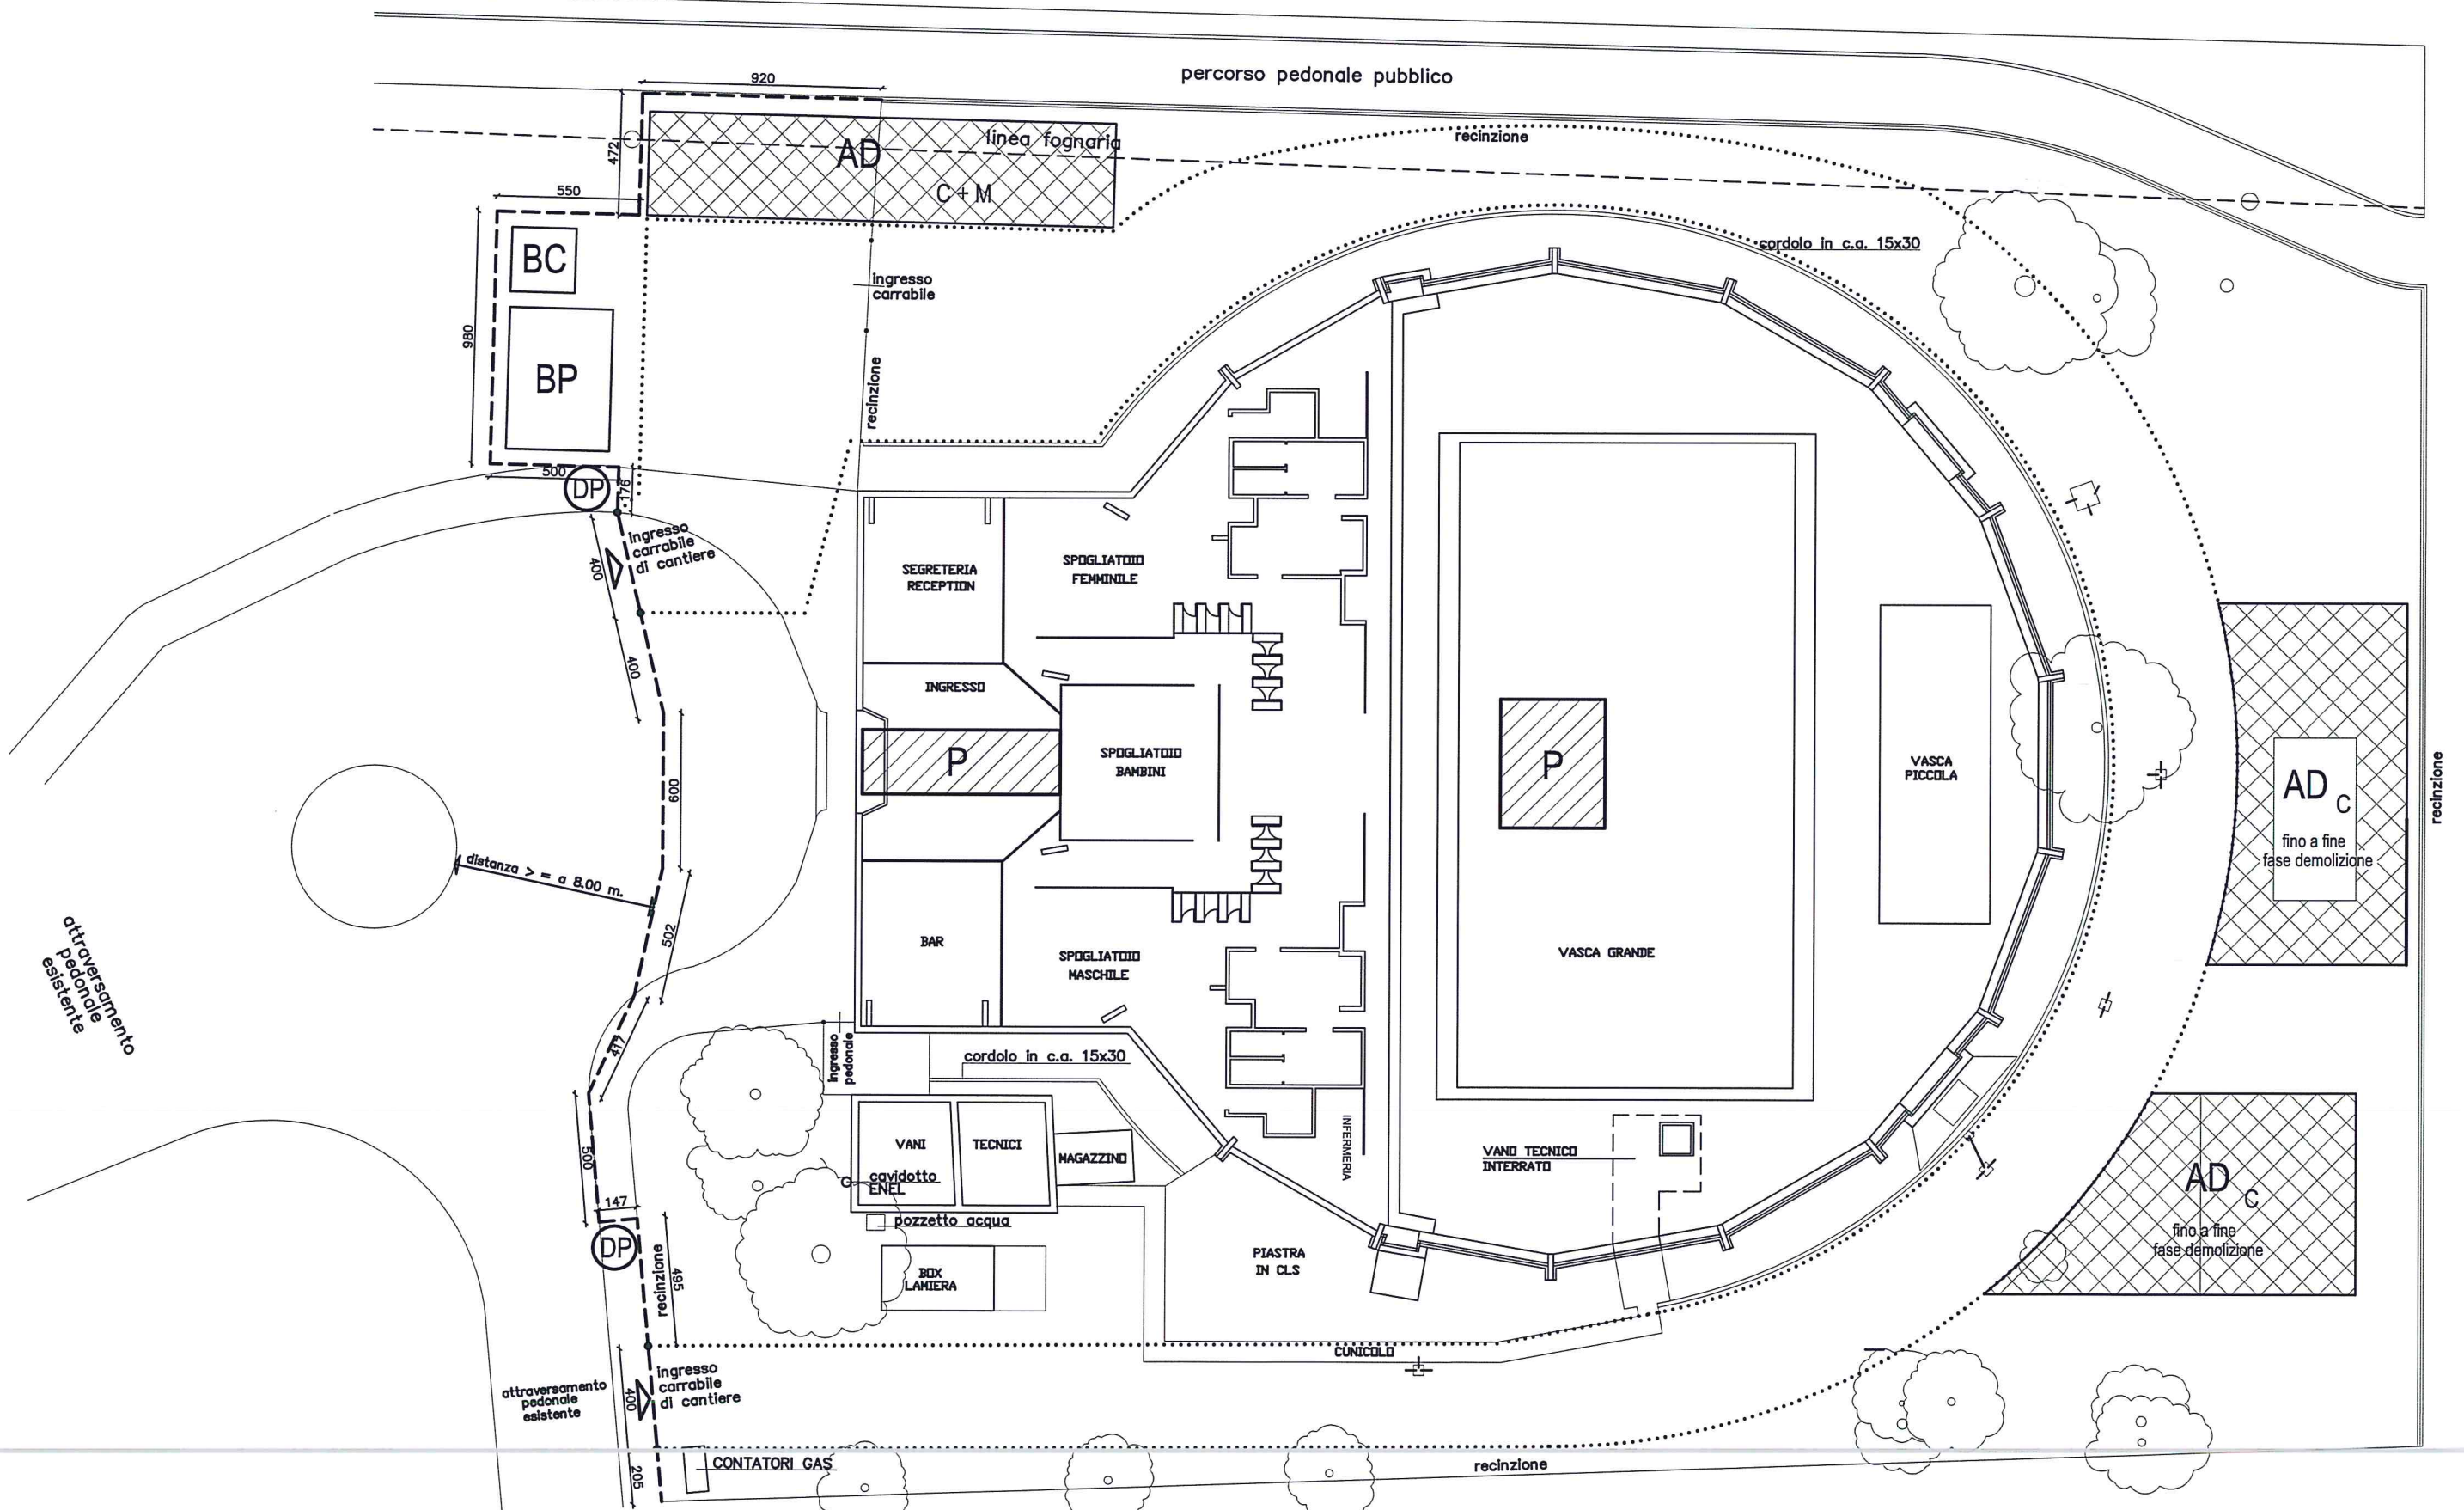 percorso pedonale pubblico
920
recinzione
472
linea fognaria
AD
C + M
550
cordolo in c.a. 15x30
BC
ingresso
carrabile
980
BP
recinzione
500
DP
176
ingresso
carrabile
di cantiere
400
SEGRETERIA
RECEPTION
SPOGLIATOIO
FEMMINILE
400
INGRESSO
600
P
SPOGLIATOIO
BAMBINI
P
VASCA
PICCOLA
AD C
fino a fine
fase demolizione
recinzione
distanza > = a 8.00 m.
502
BAR
SPOGLIATOIO
MASCHILE
VASCA GRANDE
attraversamento
pedonale
esistente
417
ingresso
pedonale
cordolo in c.a. 15x30
500
VANI
TECNICI
MAGAZZINO
INFERMERIA
VANO TECNICO
INTERRATO
cavidotto
ENEL
147
pozzetto acqua
AD C
fino a fine
fase demolizione
DP
recinzione
495
BOX
LAMIERA
PIASTRA
IN CLS
CUNICOLO
ingresso
carrabile
di cantiere
attraversamento
pedonale
esistente
400
CONTATORI GAS
205
recinzione